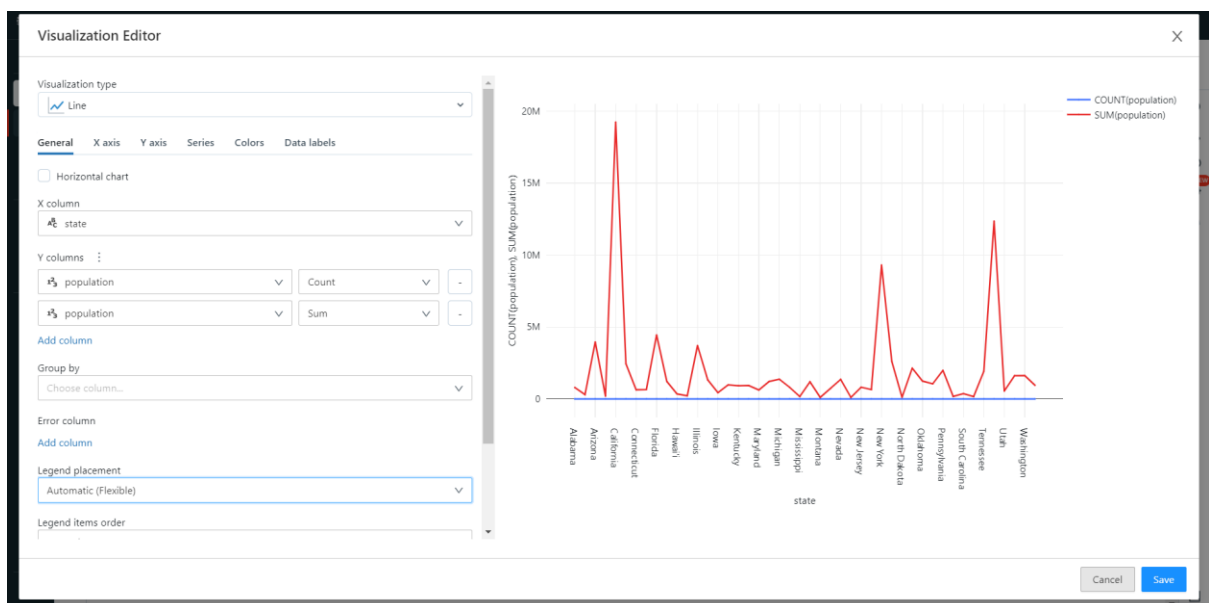 Visualization Editor
Visualization type
Line
General X axis Y axis Series Colors Data labels
Horizontal chart
X column
state
Y columns
population Count -
population Sum -
Add column
Group by
Choose column...
Error column
Add column
Legend placement
Automatic (Flexible)
Legend items order
COUNT(population)
SUM(population)
20M
15M
10M
5M
0
COUNT(population), SUM(population)
Alabama
Arizona
California
Connecticut
Florida
Hawai'i
Illinois
Iowa
Kentucky
Maryland
Michigan
Mississippi
Montana
Nevada
New Jersey
New York
North Dakota
Oklahoma
Pennsylvania
South Carolina
Tennessee
Utah
Washington
state
Cancel Save